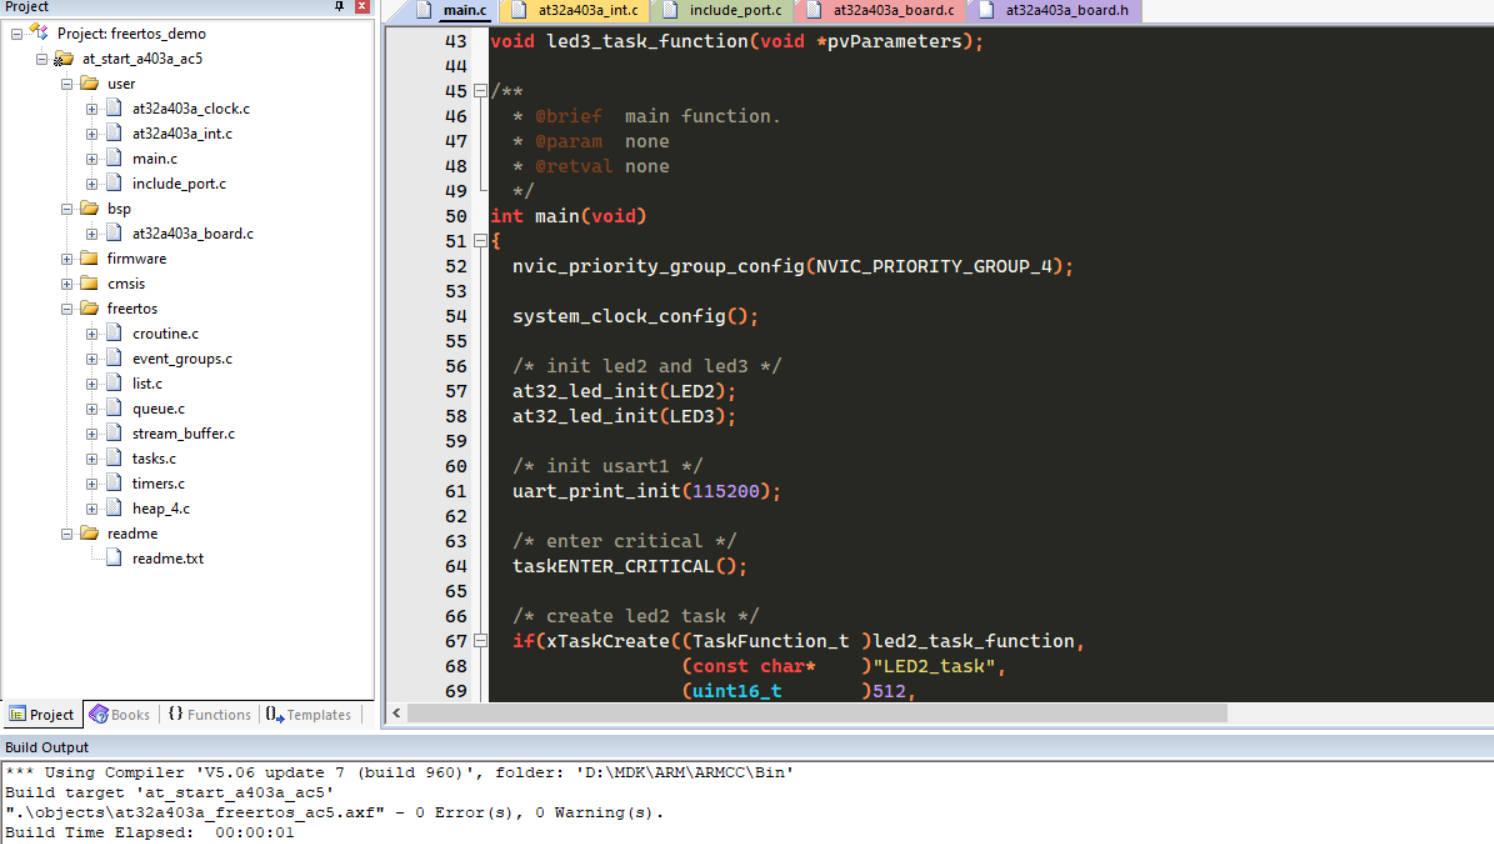 Project
Project: freertos_demo
at_start_a403a_ac5
user
at32a403a_clock.c
at32a403a_int.c
main.c
include_port.c
bsp
at32a403a_board.c
firmware
cmsis
freertos
croutine.c
event_groups.c
list.c
queue.c
stream_buffer.c
tasks.c
timers.c
heap_4.c
readme
readme.txt
Project Books {} Functions Templates
main.c at32a403a_int.c include_port.c at32a403a_board.c at32a403a_board.h
43 void led3_task_function(void *pvParameters);
44
45 /**
46 * @brief main function.
47 * @param none
48 * @retval none
49 */
50 int main(void)
51 {
52 nvic_priority_group_config(NVIC_PRIORITY_GROUP_4);
53
54 system_clock_config();
55
56 /* init led2 and led3 */
57 at32_led_init(LED2);
58 at32_led_init(LED3);
59
60 /* init usart1 */
61 uart_print_init(115200);
62
63 /* enter critical */
64 taskENTER_CRITICAL();
65
66 /* create led2 task */
67 if(xTaskCreate((TaskFunction_t )led2_task_function,
68 (const char* )"LED2_task",
69 (uint16_t )512,
Build Output
*** Using Compiler 'V5.06 update 7 (build 960)', folder: 'D:\MDK\ARM\ARMCC\Bin'
Build target 'at_start_a403a_ac5'
".\objects\at32a403a_freertos_ac5.axf" - 0 Error(s), 0 Warning(s).
Build Time Elapsed: 00:00:01